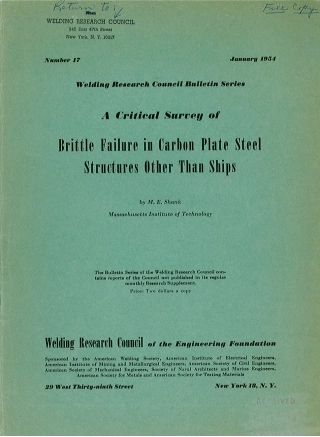 Return to:
WELDING RESEARCH COUNCIL
345 East 47th Street
New York, N. Y. 10017
File Copy
Number 17 January 1954
Welding Research Council Bulletin Series
A Critical Survey of
Brittle Failure in Carbon Plate Steel
Structures Other Than Ships
by M. E. Shank
Massachusetts Institute of Technology
The Bulletin Series of the Welding Research Council con-
tains reports of the Council not published in its regular
monthly Research Supplement.
Price: Two dollars a copy
Welding Research Council of the Engineering Foundation
Sponsored by the American Welding Society, American Institute of Electrical Engineers,
American Institute of Mining and Metallurgical Engineers, American Society of Civil Engineers,
American Society of Mechanical Engineers, Society of Naval Architects and Marine Engineers,
American Society for Metals and American Society for Testing Materials
29 West Thirty-ninth Street New York 18, N. Y.